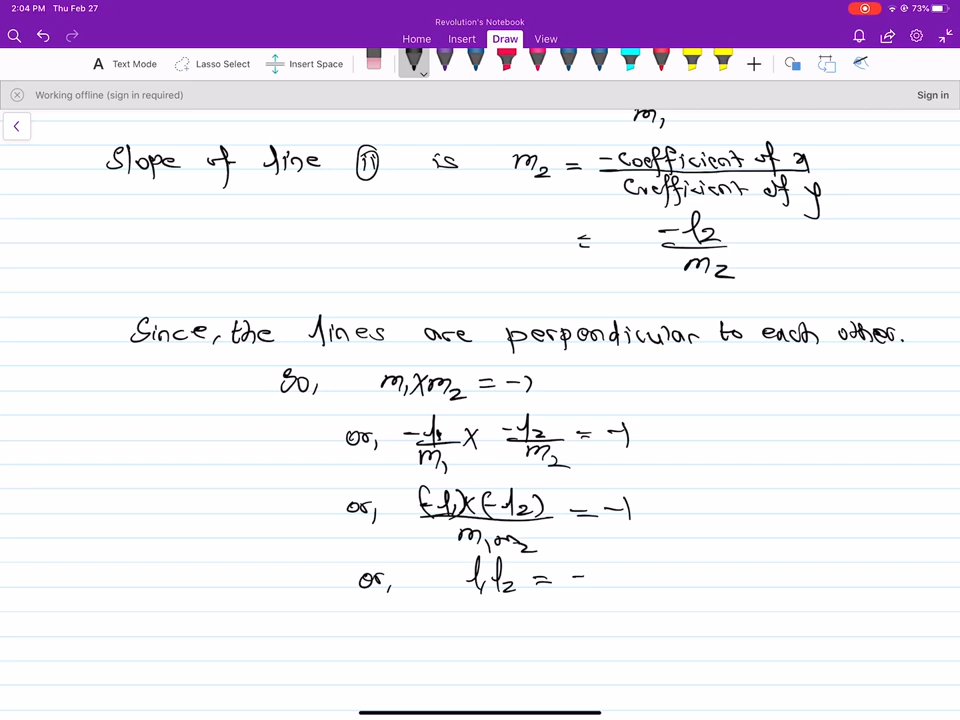 2:04 PM Thu Feb 27
73%
Revolution's Notebook
Home Insert Draw View
Text Mode Lasso Select Insert Space
Working offline (sign in required) Sign in
m₁
Slope of line (ii) is m₂ = -coefficient of x / coefficient of y
= -l₂ / m₂
Since, the lines are perpendicular to each other.
So, m₁ × m₂ = -1
or, -l₁/m₁ × -l₂/m₂ = -1
or, (-l₁) × (-l₂) / m₁m₂ = -1
or, l₁l₂ = -